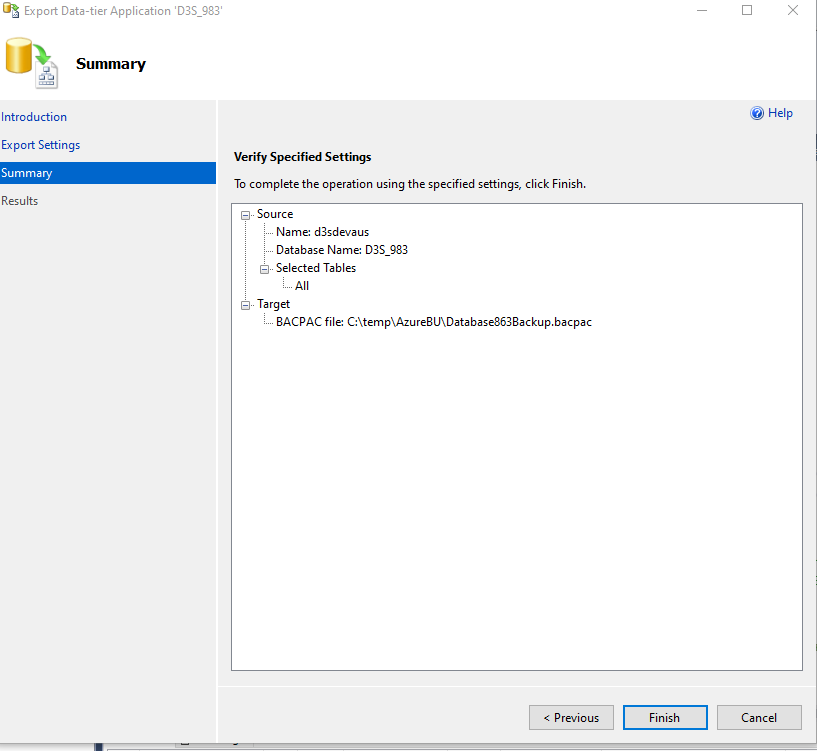 Export Data-tier Application 'D3S_983'
Summary
Introduction
Export Settings
Summary
Results
Help
Verify Specified Settings
To complete the operation using the specified settings, click Finish.
Source
Name: d3sdevaus
Database Name: D3S_983
Selected Tables
All
Target
BACPAC file: C:\temp\AzureBU\Database863Backup.bacpac
< Previous
Finish
Cancel